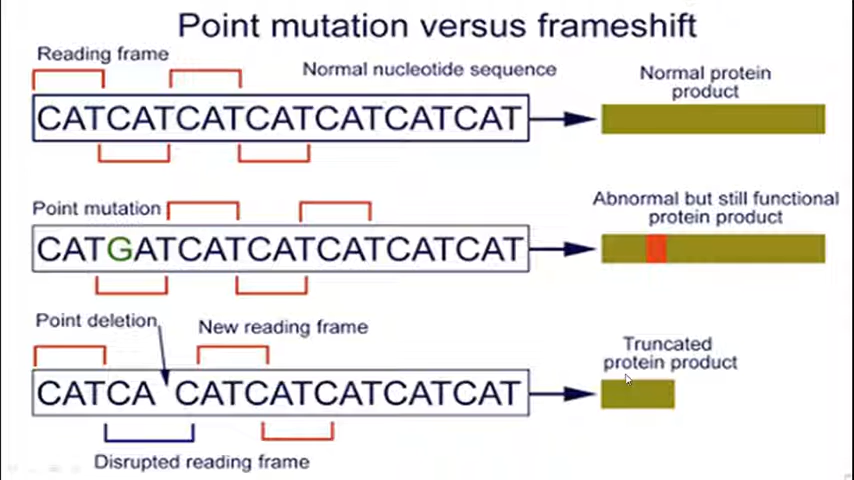 Point mutation versus frameshift
Reading frame
Normal nucleotide sequence
Normal protein
product
CATCATCATCATCATCATCAT
Point mutation
Abnormal but still functional
protein product
CATGATCATCATCATCATCAT
Point deletion
New reading frame
Truncated
protein product
CATCA CATCATCATCATCAT
Disrupted reading frame